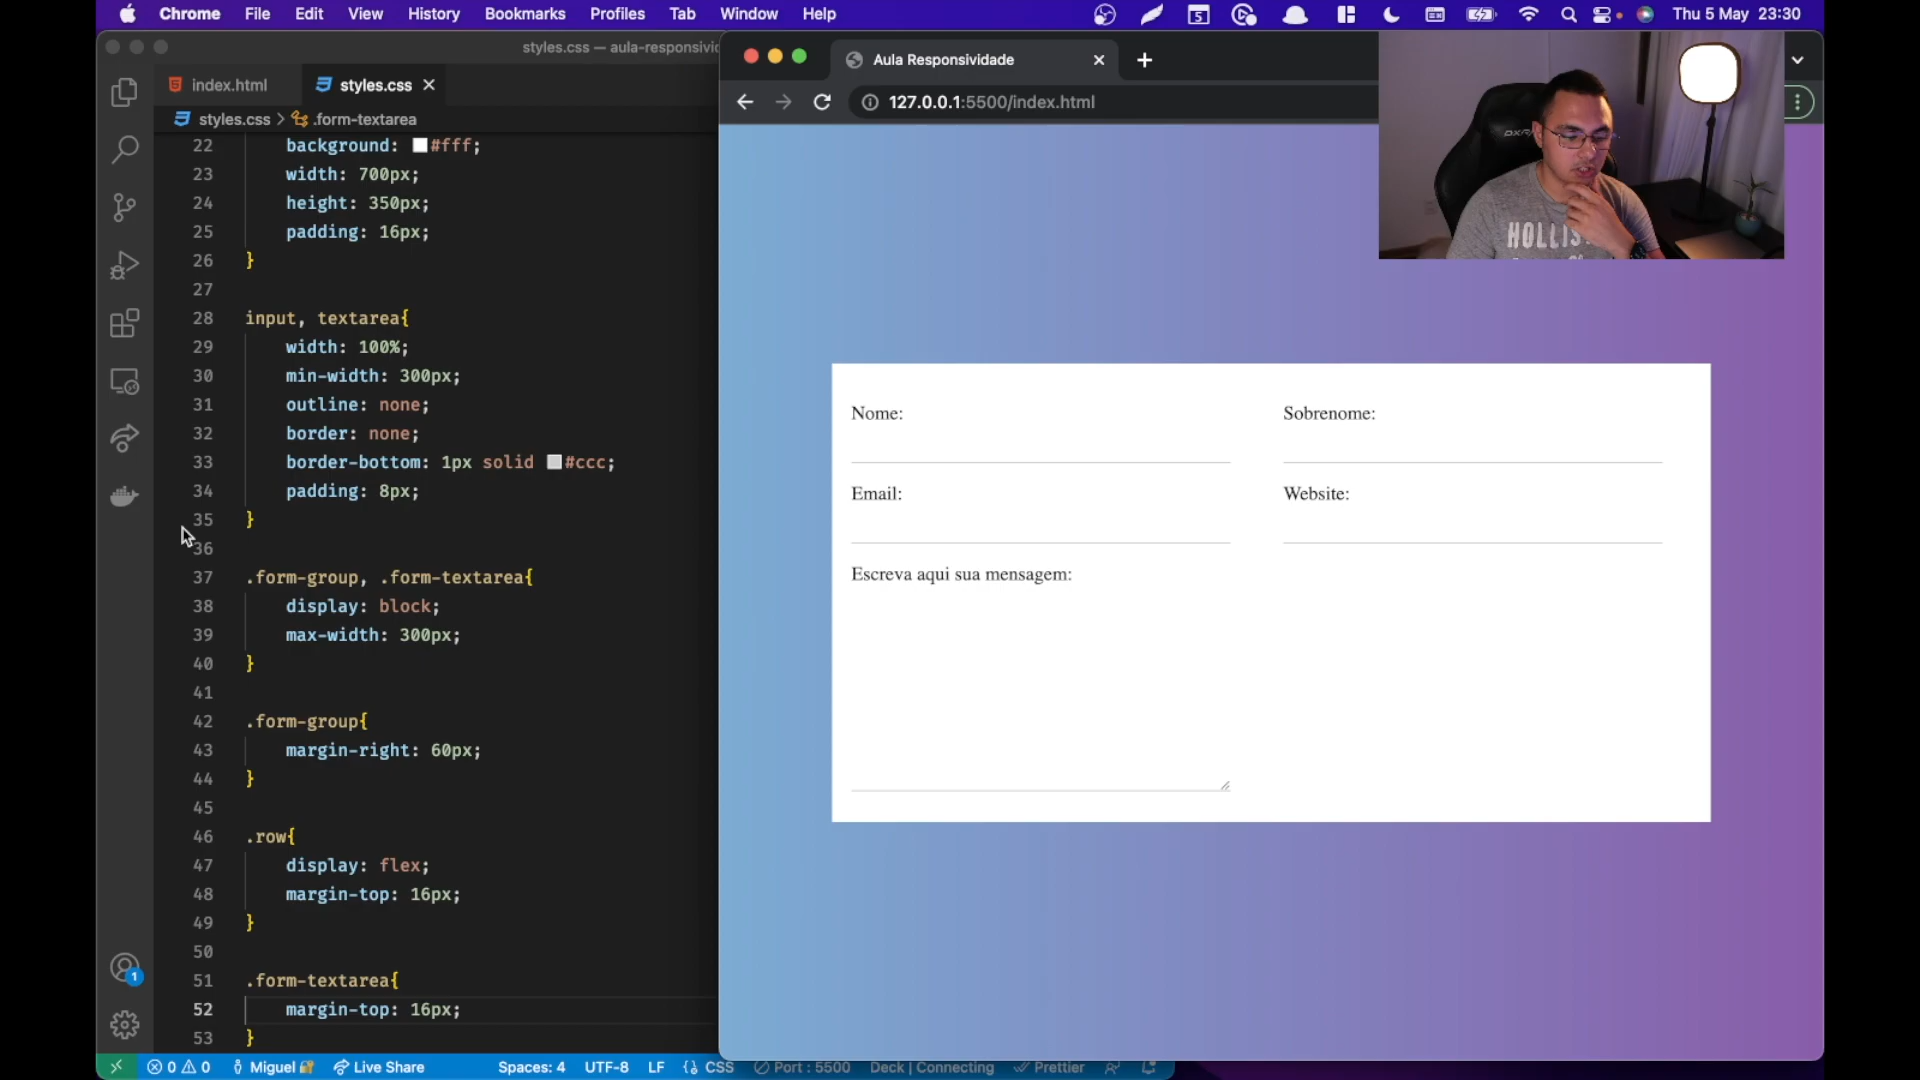 Chrome File Edit View History Bookmarks Profiles Tab Window Help
5
Thu 5 May 23:30
styles.css — aula-responsivid
index.html
styles.css
styles.css > .form-textarea
22 background: #fff;
23 width: 700px;
24 height: 350px;
25 padding: 16px;
26 }
27
28 input, textarea{
29 width: 100%;
30 min-width: 300px;
31 outline: none;
32 border: none;
33 border-bottom: 1px solid #ccc;
34 padding: 8px;
35 }
36
37 .form-group, .form-textarea{
38 display: block;
39 max-width: 300px;
40 }
41
42 .form-group{
43 margin-right: 60px;
44 }
45
46 .row{
47 display: flex;
48 margin-top: 16px;
49 }
50
51 .form-textarea{
52 margin-top: 16px;
53 }
1
0 0 Miguel Live Share Spaces: 4 UTF-8 LF {} CSS Port : 5500 Deck | Connecting Prettier
Aula Responsividade
127.0.0.1:5500/index.html
Nome: Sobrenome:
Email: Website:
Escreva aqui sua mensagem: